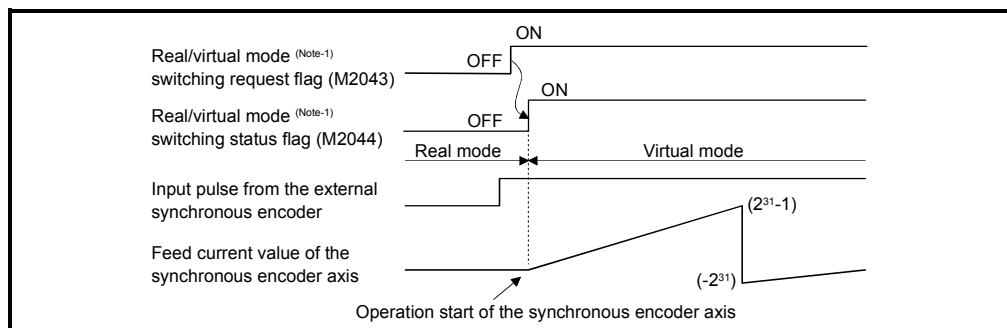 ON
Real/virtual mode (Note-1)
OFF
switching request flag (M2043)
ON
Real/virtual mode (Note-1)
OFF
switching status flag (M2044)
Real mode
Virtual mode
Input pulse from the external
synchronous encoder
(2³¹-1)
Feed current value of the
synchronous encoder axis
(-2³¹)
Operation start of the synchronous encoder axis